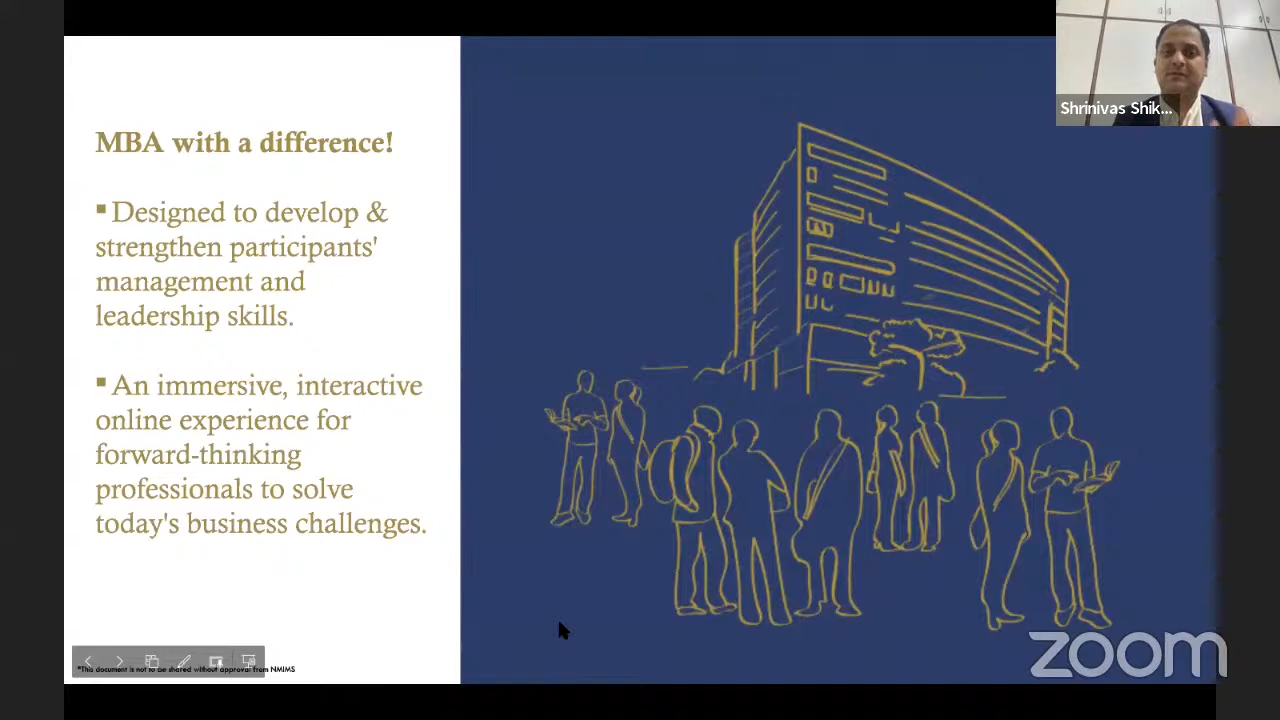 Shrinivas Shik...
MBA with a difference!
▪Designed to develop &
strengthen participants'
management and
leadership skills.
▪An immersive, interactive
online experience for
forward-thinking
professionals to solve
today's business challenges.
*This document is not to be shared without approval from NMIMS
zoom